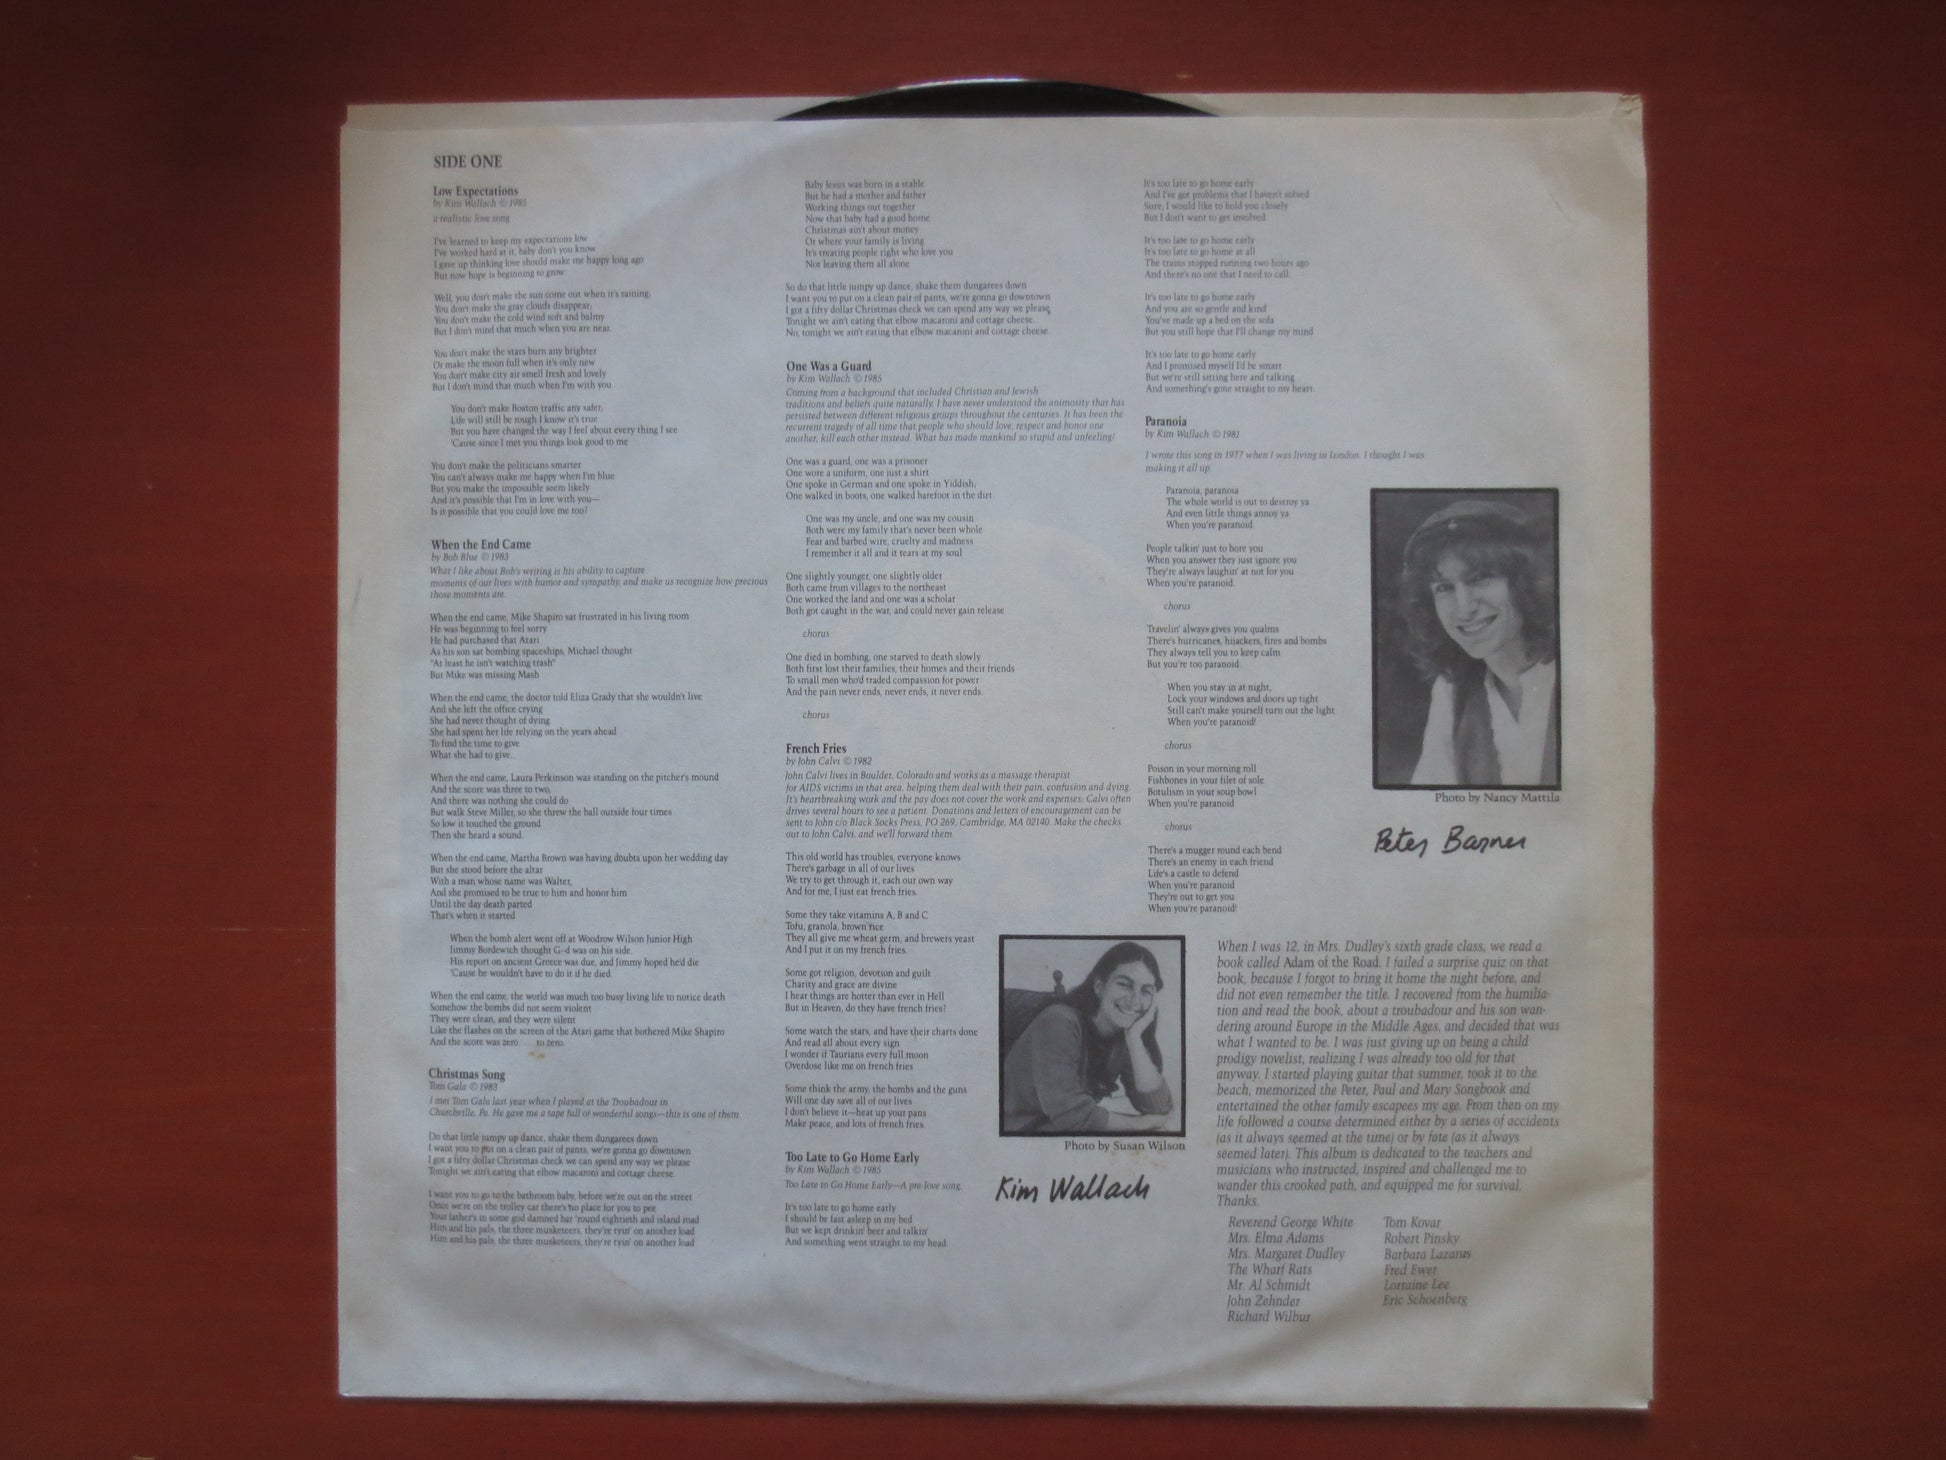 SIDE ONE
Low Expectations
by Kim Wallach © 1985
a realistic love song
I've learned to keep my expectations low
I've worked hard at it, baby don't you know
I gave up thinking love should make me happy long ago
But now hope is beginning to grow
Well, you don't make the sun come out when it's raining,
You don't make the gray clouds disappear,
You don't make the cold wind soft and balmy
But I don't mind that much when you are near.
You don't make the stars burn any brighter
Or make the moon full when it's only new
You don't make city air smell fresh and lovely
But I don't mind that much when I'm with you
You don't make Boston traffic any safer,
Life will still be rough I know it's true
But you have changed the way I feel about every thing I see
'Cause since I met you things look good to me
You don't make the politicians smarter
You can't always make me happy when I'm blue
But you make the impossible seem likely
And it's possible that I'm in love with you—
Is it possible that you could love me too?
When the End Came
by Bob Blue © 1983
What I like about Bob's writing is his ability to capture
moments of our lives with humor and sympathy, and make us recognize how precious
those moments are.
When the end came, Mike Shapiro sat frustrated in his living room
He was beginning to feel sorry
He had purchased that Atari
As his son sat bombing spaceships, Michael thought
"At least he isn't watching trash"
But Mike was missing Mash
When the end came, the doctor told Eliza Grady that she wouldn't live
And she left the office crying
She had never thought of dying
She had spent her life relying on the years ahead
To find the time to give
What she had to give...
When the end came, Laura Perkinson was standing on the pitcher's mound
And the score was three to two,
And there was nothing she could do
But walk Steve Miller, so she threw the ball outside four times
So low it touched the ground
Then she heard a sound.
When the end came, Martha Brown was having doubts upon her wedding day
But she stood before the altar
With a man whose name was Walter,
And she promised to be true to him and honor him
Until the day death parted
That's when it started
When the bomb alert went off at Woodrow Wilson Junior High
Jimmy Bordewich thought G-d was on his side.
His report on ancient Greece was due, and Jimmy hoped he'd die
'Cause he wouldn't have to do it if he died.
When the end came, the world was much too busy living life to notice death
Somehow the bombs did not seem violent
They were clean, and they were silent
Like the flashes on the screen of the Atari game that bothered Mike Shapiro
And the score was zero . . . to zero.
Christmas Song
Tom Gala © 1983
I met Tom Gala last year when I played at the Troubadour in
Churchville, Pa. He gave me a tape full of wonderful songs—this is one of them.
Do that little jumpy up dance, shake them dungarees down
I want you to put on a clean pair of pants, we're going downtown
I got a fifty dollar Christmas check we can spend any way we please
Tonight we ain't eating that elbow macaroni and cottage cheese.
I want you to go to the bathroom baby, before we're out on the street
Once we're on the trolley car there's no place for you to pee
Your father's in some god damned bar 'round eightieth and island road
Him and his pals, the three musketeers, they're tyin' on another load
Him and his pals, the three musketeers, they're tyin' on another load
Baby Jesus was born in a stable
But he had a mother and father
Working things out together
Now that baby had a good home
Christmas ain't about money
Or where your family is living
It's treating people right who love you
Not leaving them all alone
So do that little jumpy up dance, shake them dungarees down
I want you to put on a clean pair of pants, we're gonna go downtown
I got a fifty dollar Christmas check we can spend any way we please,
Tonight we ain't eating that elbow macaroni and cottage cheese.
No, tonight we ain't eating that elbow macaroni and cottage cheese
One Was a Guard
by Kim Wallach © 1985
Coming from a background that included Christian and Jewish
traditions and beliefs quite naturally, I have never understood the animosity that has
persisted between different religious groups throughout the centuries. It has been the
recurrent tragedy of all time that people who should love, respect and honor one
another, kill each other instead. What has made mankind so stupid and unfeeling?
One was a guard, one was a prisoner
One wore a uniform, one just a shirt
One spoke in German and one spoke in Yiddish,
One walked in boots, one walked barefoot in the dirt.
One was my uncle, and one was my cousin
Both were my family that's never been whole
Fear and barbed wire, cruelty and madness
I remember it all and it tears at my soul
One slightly younger, one slightly older
Both came from villages to the northeast
One worked the land and one was a scholar
Both got caught in the war, and could never gain release
chorus
One died in bombing, one starved to death slowly
Both first lost their families, their homes and their friends
To small men who'd traded compassion for power
And the pain never ends, never ends, it never ends.
chorus
French Fries
by John Calvi © 1982
John Calvi lives in Boulder, Colorado and works as a massage therapist
for AIDS victims in that area, helping them deal with their pain, confusion and dying.
It's heartbreaking work and the pay does not cover the work and expenses; Calvi often
drives several hours to see a patient. Donations and letters of encouragement can be
sent to John c/o Black Socks Press, PO 269, Cambridge, MA 02140. Make the checks
out to John Calvi, and we'll forward them.
This old world has troubles, everyone knows
There's garbage in all of our lives
We try to get through it, each our own way
And for me, I just eat french fries.
Some they take vitamins A, B and C
Tofu, granola, brown rice
They all give me wheat germ, and brewers yeast
And I put it on my french fries.
Some got religion, devotion and guilt
Charity and grace are divine
I hear things are hotter than ever in Hell
But in Heaven, do they have french fries?
Some watch the stars, and have their charts done
And read all about every sign
I wonder if Taurians every full moon
Overdose like me on french fries
Some think the army, the bombs and the guns
Will one day save all of our lives
I don't believe it—heat up your pans
Make peace, and lots of french fries.
Too Late to Go Home Early
by Kim Wallach © 1985
Too Late to Go Home Early—A pre-love song.
It's too late to go home early
I should be fast asleep in my bed
But we kept drinkin' beer and talkin'
And something went straight to my head.
It's too late to go home early
And I've got problems that I haven't solved
Sure, I would like to hold you closely
But I don't want to get involved.
It's too late to go home early
It's too late to go home at all
The trains stopped running two hours ago
And there's no one that I need to call.
It's too late to go home early
And you are so gentle and kind
You've made up a bed on the sofa
But you still hope that I'll change my mind
It's too late to go home early
And I promised myself I'd be smart
But we're still sitting here and talking
And something's gone straight to my heart.
Paranoia
by Kim Wallach © 1981
I wrote this song in 1977 when I was living in London. I thought I was
making it all up.
Paranoia, paranoia
The whole world is out to destroy ya
And even little things annoy ya
When you're paranoid.
People talkin' just to bore you
When you answer they just ignore you
They're always laughin' at not for you
When you're paranoid.
chorus
Travelin' always gives you qualms
There's hurricanes, hijackers, fires and bombs
They always tell you to keep calm
But you're too paranoid.
When you stay in at night,
Lock your windows and doors up tight
Still can't make yourself turn out the light
When you're paranoid!
chorus
Poison in your morning roll
Fishbones in your filet of sole
Botulism in your soup bowl
When you're paranoid
chorus
There's a mugger round each bend
There's an enemy in each friend
Life's a castle to defend
When you're paranoid
They're out to get you
When you're paranoid!
Photo by Nancy Mattila
Photo by Susan Wilson
Kim Wallach
When I was 12, in Mrs. Dudley's sixth grade class, we read a
book called Adam of the Road. I failed a surprise quiz on that
book, because I forgot to bring it home the night before, and
did not even remember the title. I recovered from the humilia-
tion and read the book, about a troubadour and his son wan-
dering around Europe in the Middle Ages, and decided that was
what I wanted to be. I was just giving up on being a child
prodigy novelist, realizing I was already too old for that
anyway. I started playing guitar that summer, took it to the
beach, memorized the Peter, Paul and Mary Songbook and
entertained the other family escapees my age. From then on my
life followed a course determined either by a series of accidents
(as it always seemed at the time) or by fate (as it always
seemed later). This album is dedicated to the teachers and
musicians who instructed, inspired and challenged me to
wander this crooked path, and equipped me for survival.
Thanks.
Reverend George White
Mrs. Elma Adams
Mrs. Margaret Dudley
The Wharf Rats
Mr. Al Schmidt
John Zehnder
Richard Wilbur
Tom Kovar
Robert Pinsky
Barbara Lazarus
Fred Ewer
Lorraine Lee
Eric Schoenberg